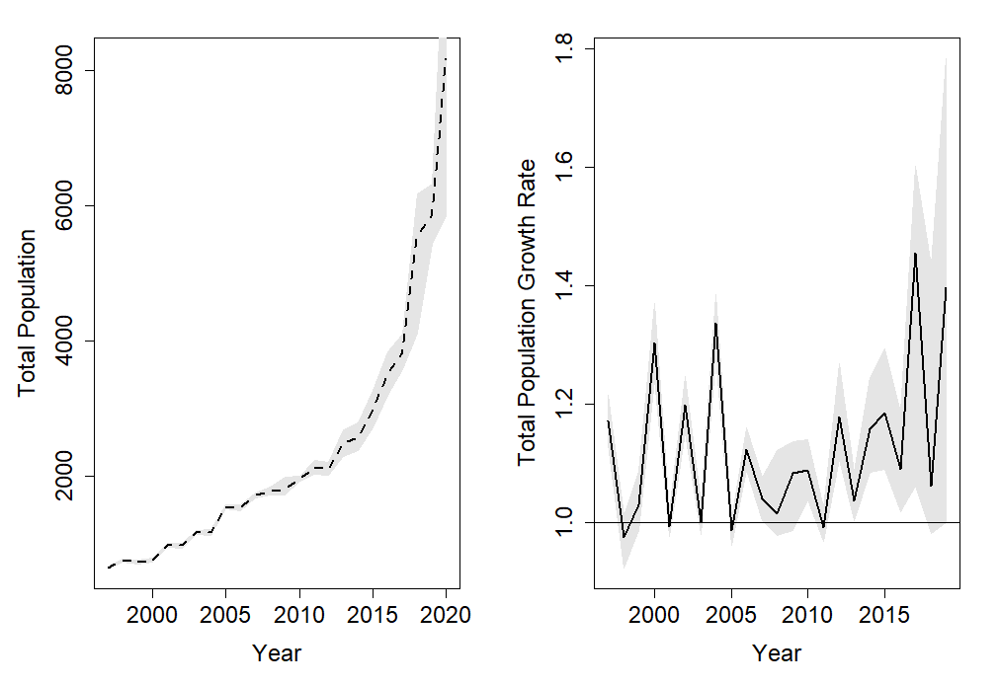 Total Population
8000
6000
4000
2000
2000 2005 2010 2015 2020
Year
Total Population Growth Rate
1.8
1.6
1.4
1.2
1.0
2000 2005 2010 2015
Year